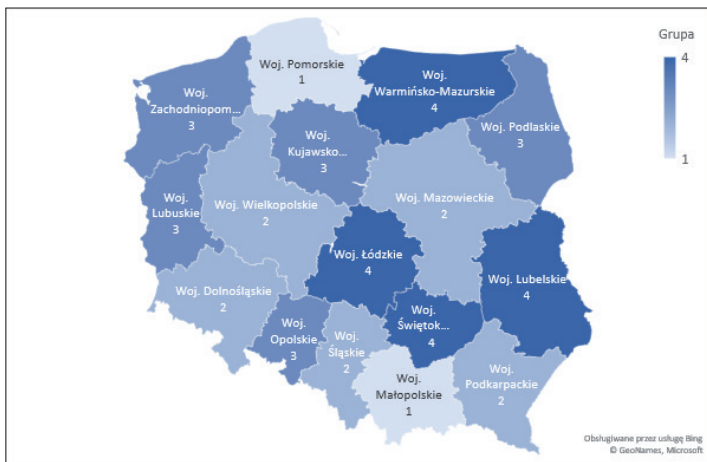 Grupa
4
1
Woj. Pomorskie
1
Woj.
Warmińsko-Mazurskie
4
Woj.
Zachodniopom...
3
Woj. Podlaskie
3
Woj.
Kujawsko...
3
Woj. Mazowieckie
2
Woj. Wielkopolskie
2
Woj.
Lubuskie
3
Woj. Łódzkie
4
Woj. Lubelskie
4
Woj. Dolnośląskie
2
Woj.
Świętok...
4
Woj.
Opolskie
3
Woj.
Śląskie
2
Woj.
Podkarpackie
2
Woj.
Małopolskie
1
Obsługiwane przez usługę Bing
© GeoNames, Microsoft